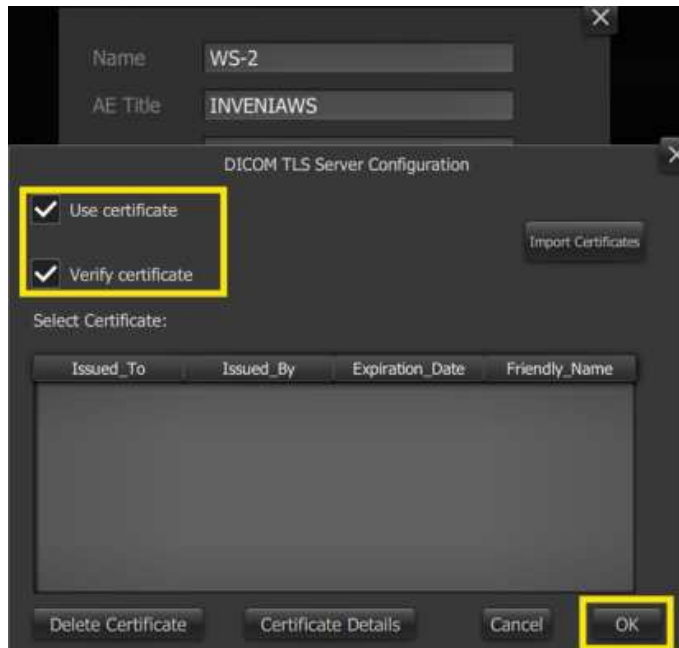 Name WS-2
AE Title INVENIAWS
DICOM TLS Server Configuration
Use certificate
Import Certificates
Verify certificate
Select Certificate:
Issued_To Issued_By Expiration_Date Friendly_Name
Delete Certificate Certificate Details Cancel OK